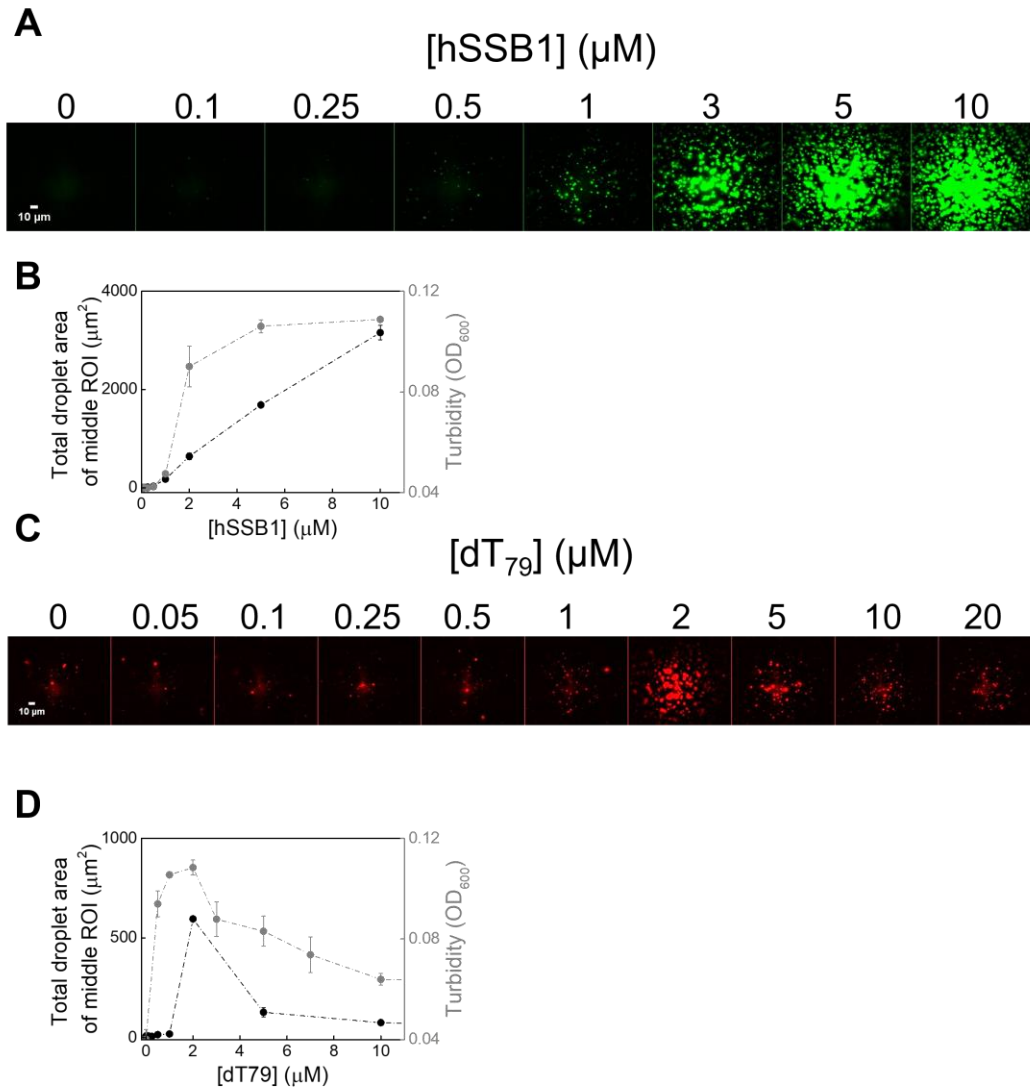 A
[hSSB1] (μM)
0 0.1 0.25 0.5 1 3 5 10
10 μm
B
Total droplet area
of middle ROI (μm²)
4000
2000
0
0.12
0.08
0.04
Turbidity (OD₆₀₀)
0 2 4 6 8 10
[hSSB1] (μM)
C
[dT₇₉] (μM)
0 0.05 0.1 0.25 0.5 1 2 5 10 20
10 μm
D
Total droplet area
of middle ROI (μm²)
1000
500
0
0.12
0.08
0.04
Turbidity (OD₆₀₀)
0 2 4 6 8 10
[dT79] (μM)